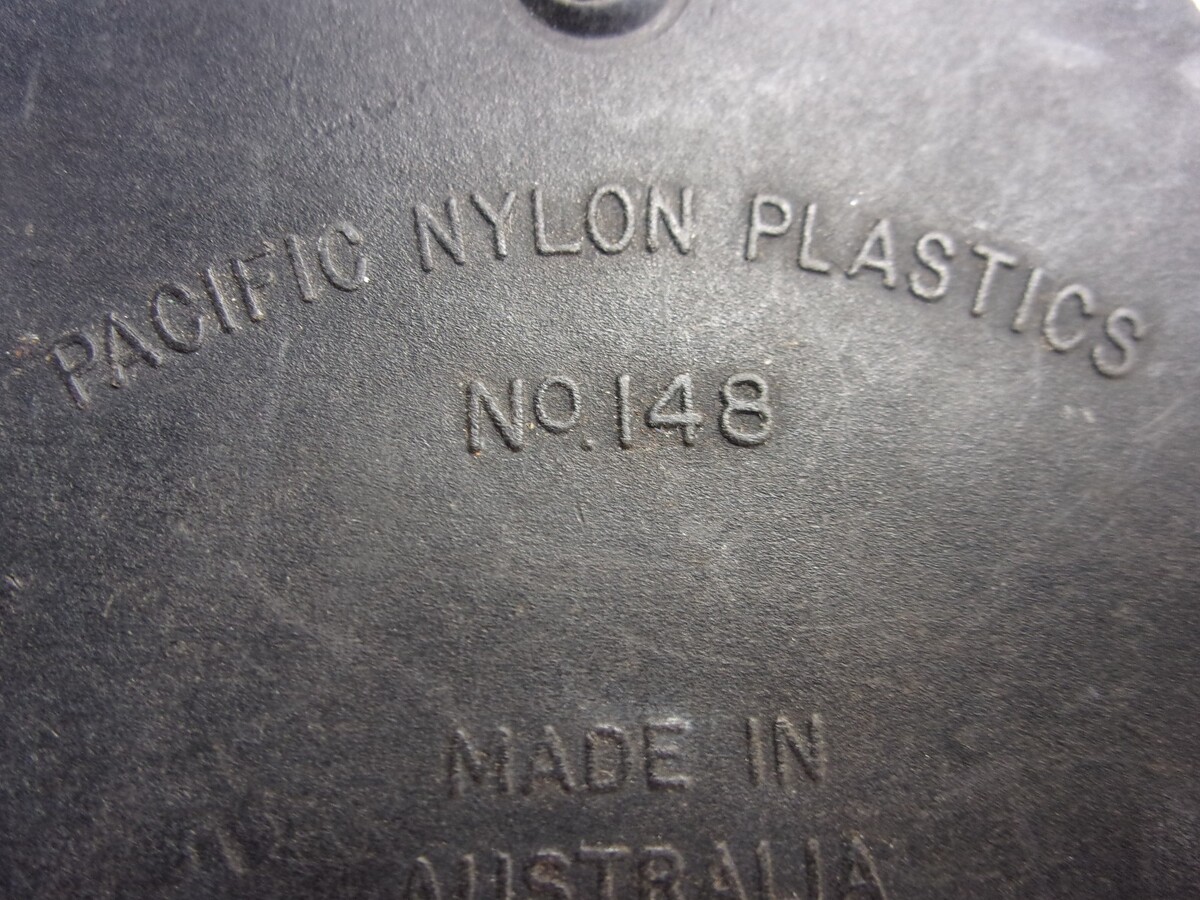 PACIFIC NYLON PLASTICS
No. 148
MADE IN
AUSTRALIA